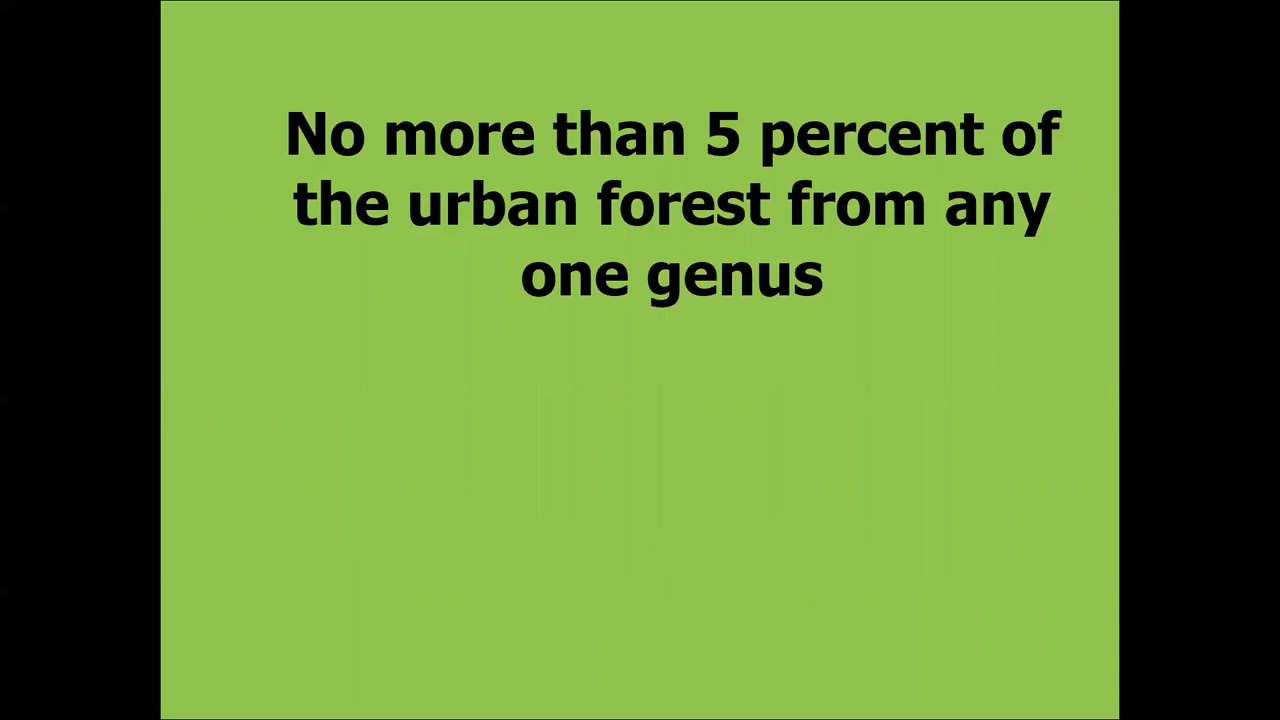 No more than 5 percent of
the urban forest from any
one genus